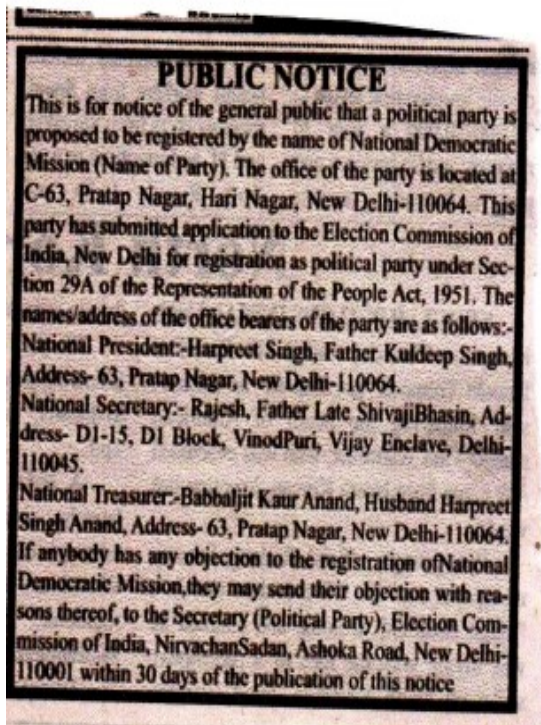 PUBLIC NOTICE
This is for notice of the general public that a political party is
proposed to be registered by the name of National Democratic
Mission (Name of Party). The office of the party is located at
C-63, Pratap Nagar, Hari Nagar, New Delhi-110064. This
party has submitted application to the Election Commission of
India, New Delhi for registration as political party under Sec-
tion 29A of the Representation of the People Act, 1951. The
names/address of the office bearers of the party are as follows:-
National President:-Harpreet Singh, Father Kuldeep Singh,
Address- 63, Pratap Nagar, New Delhi-110064.
National Secretary:- Rajesh, Father Late ShivajiBhasin, Ad-
dress- D1-15, D1 Block, VinodPuri, Vijay Enclave, Delhi-
110045.
National Treasurer:-Babbaljit Kaur Anand, Husband Harpreet
Singh Anand, Address- 63, Pratap Nagar, New Delhi-110064.
If anybody has any objection to the registration ofNational
Democratic Mission,they may send their objection with rea-
sons thereof, to the Secretary (Political Party), Election Com-
mission of India, NirvachanSadan, Ashoka Road, New Delhi-
110001 within 30 days of the publication of this notice